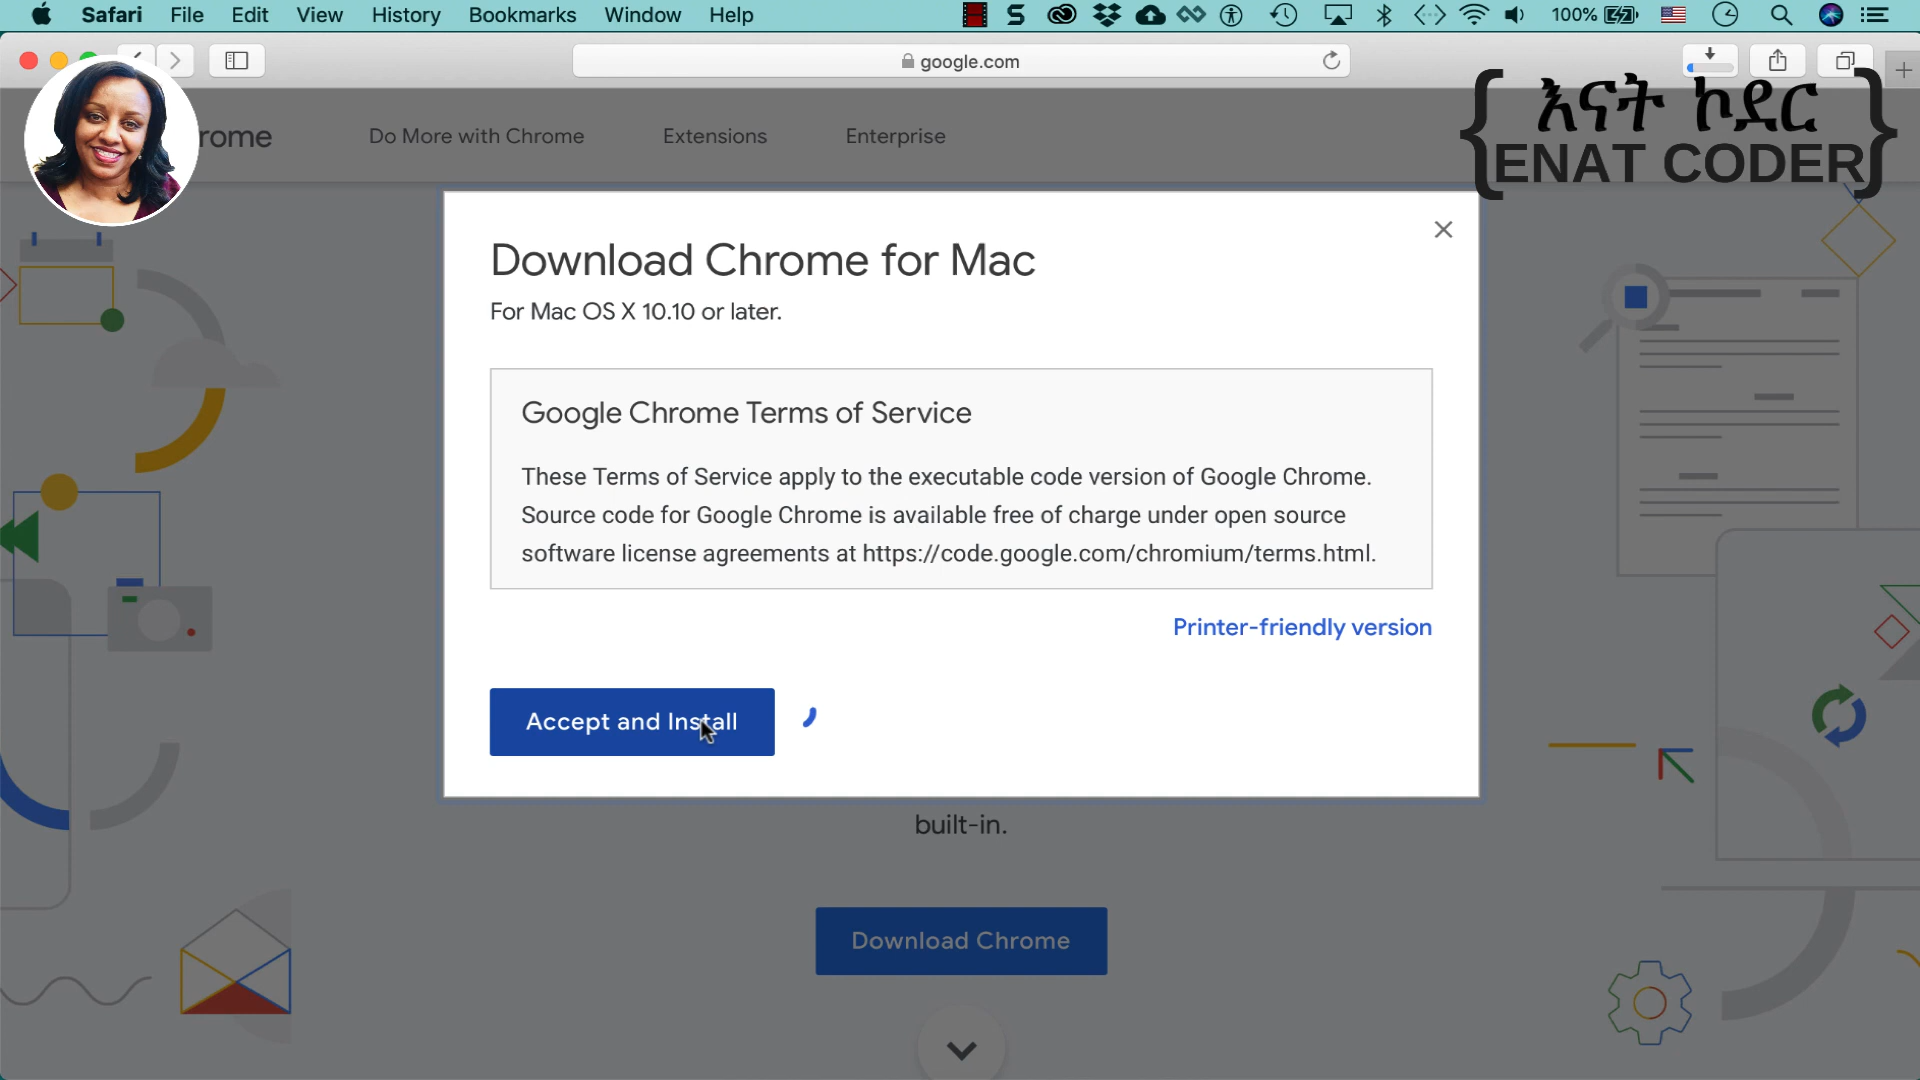 Safari File Edit View History Bookmarks Window Help
100%
google.com
rome Do More with Chrome Extensions Enterprise
{ እናት ኮደር
ENAT CODER }
Download Chrome for Mac
For Mac OS X 10.10 or later.
Google Chrome Terms of Service
These Terms of Service apply to the executable code version of Google Chrome.
Source code for Google Chrome is available free of charge under open source
software license agreements at https://code.google.com/chromium/terms.html.
Printer-friendly version
Accept and Install
built-in.
Download Chrome